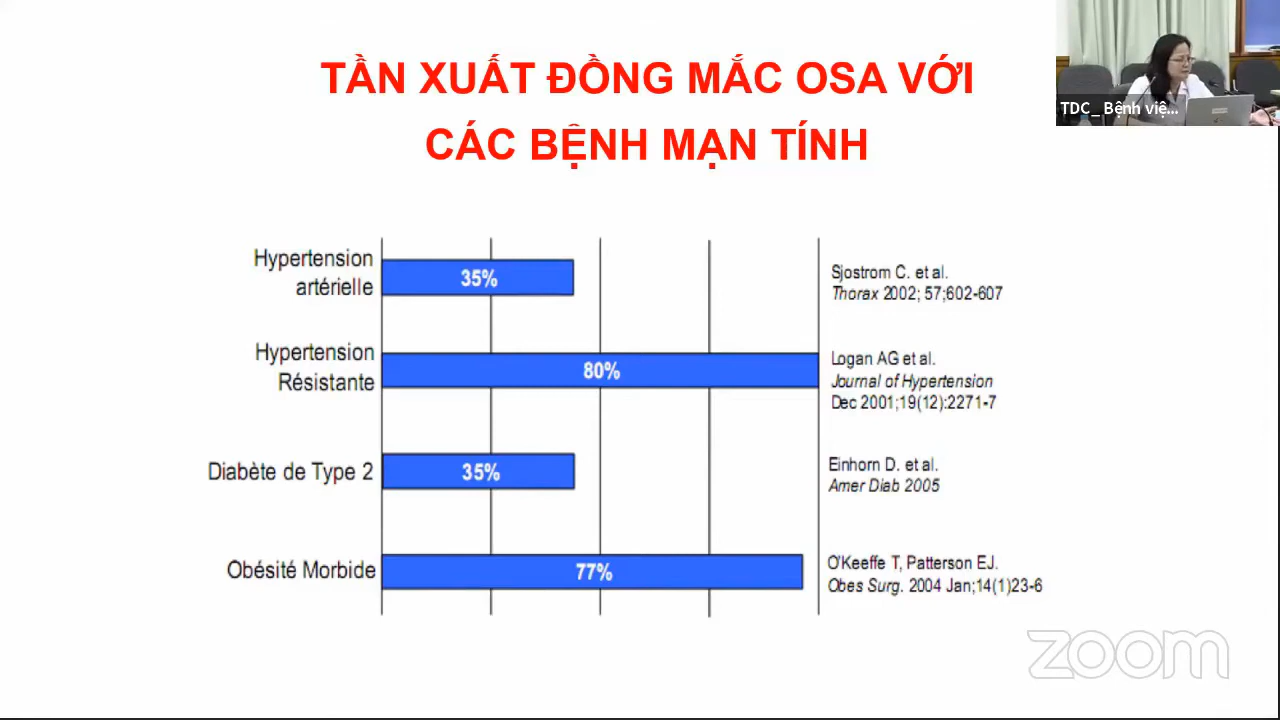 TẦN XUẤT ĐỒNG MẮC OSA VỚI
CÁC BỆNH MẠN TÍNH
TDC_ Bệnh việ...
Hypertension
artérielle
35%
Sjostrom C. et al.
Thorax 2002; 57;602-607
Hypertension
Résistante
80%
Logan AG et al.
Journal of Hypertension
Dec 2001;19(12):2271-7
Diabète de Type 2
35%
Einhorn D. et al.
Amer Diab 2005
Obésité Morbide
77%
O'Keeffe T, Patterson EJ.
Obes Surg. 2004 Jan;14(1)23-6
zoom